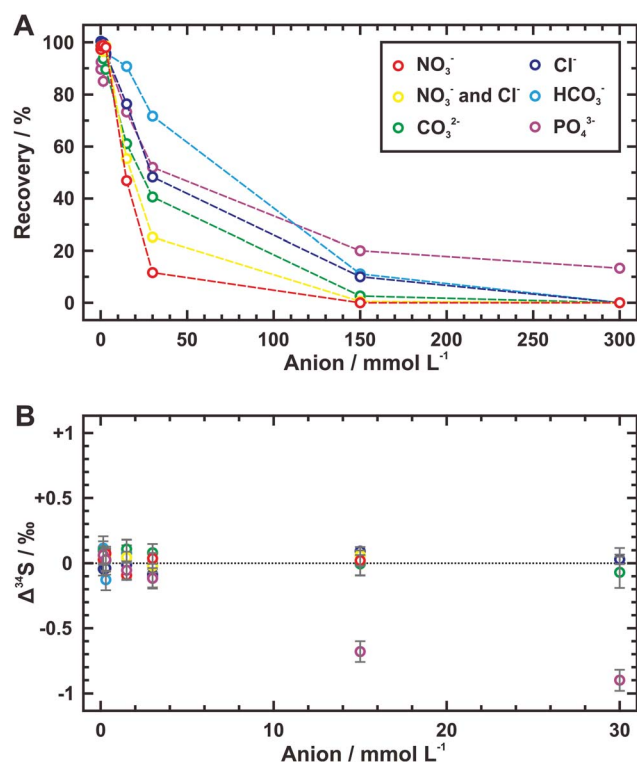 A
100
80
60
40
20
0
Recovery / %
NO₃⁻
NO₃⁻ and Cl⁻
CO₃²⁻
Cl⁻
HCO₃⁻
PO₄³⁻
0 50 100 150 200 250 300
Anion / mmol L⁻¹
B
+1
+0.5
0
-0.5
-1
Δ³⁴S / ‰
0 10 20 30
Anion / mmol L⁻¹